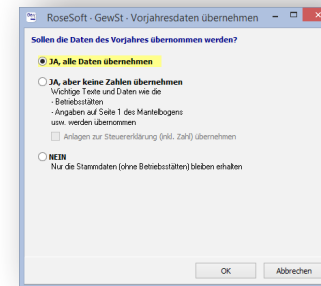 RoseSoft - GewSt - Vorjahresdaten übernehmen
Sollen die Daten des Vorjahres übernommen werden?
JA, alle Daten übernehmen
JA, aber keine Zahlen übernehmen
Wichtige Texte und Daten wie die
- Betriebsstätten
- Angaben auf Seite 1 des Mantelbogens
usw. werden übernommen
Anlagen zur Steuererklärung (inkl. Zahl) übernehmen
NEIN
Nur die Stammdaten (ohne Betriebsstätten) bleiben erhalten
OK Abbrechen